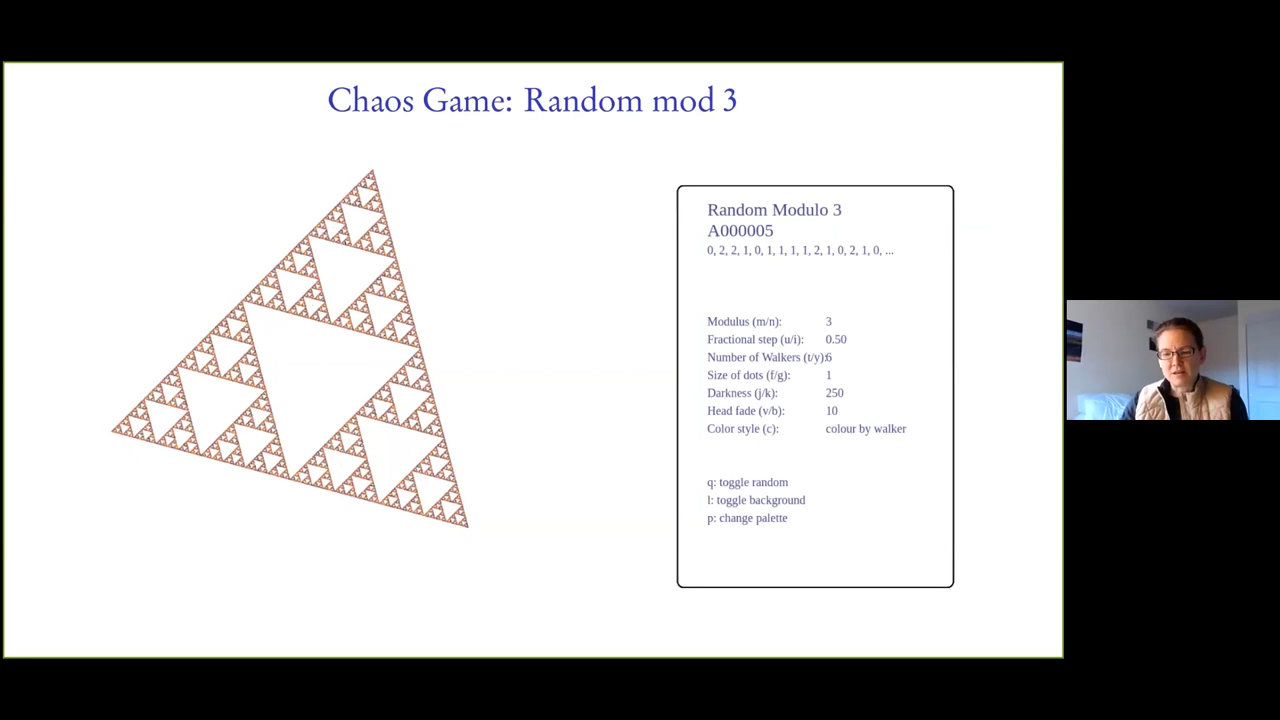 Chaos Game: Random mod 3
Random Modulo 3
A000005
0, 2, 2, 1, 0, 1, 1, 1, 1, 2, 1, 0, 2, 1, 0, ...
Modulus (m/n): 3
Fractional step (u/i): 0.50
Number of Walkers (t/y):6
Size of dots (f/g): 1
Darkness (j/k): 250
Head fade (v/b): 10
Color style (c): colour by walker
q: toggle random
l: toggle background
p: change palette